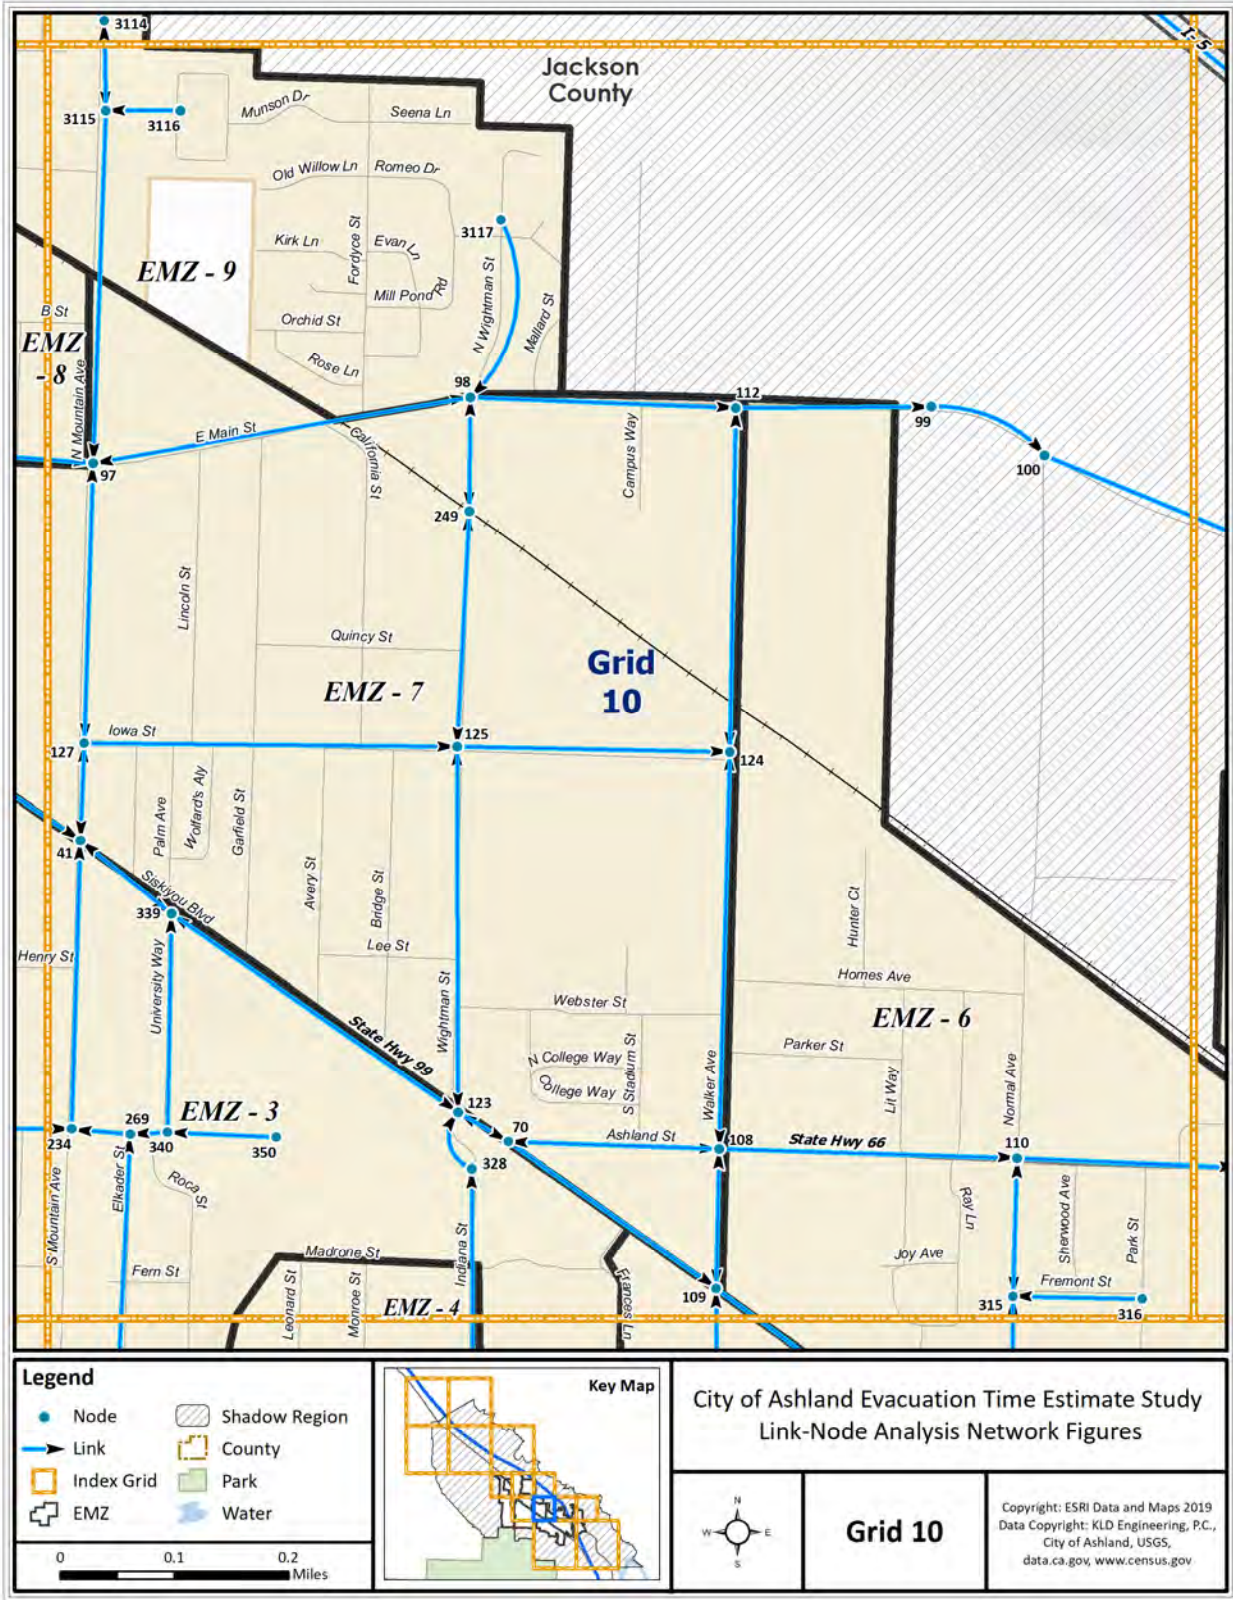 3114
I-5
Jackson
County
3115
3116
Munson Dr
Seena Ln
Old Willow Ln
Romeo Dr
3117
Fordyce St
Kirk Ln
Evan Ln
EMZ - 9
N Wightman St
Mill Pond Rd
Mallard St
B St
Orchid St
EMZ
- 8
Rose Ln
N Mountain Ave
98
112
99
E Main St
California St
Campus Way
100
97
249
Lincoln St
Quincy St
Grid
10
EMZ - 7
Iowa St
125
127
124
Palm Ave
Wolfard's Aly
Garfield St
41
Avery St
Bridge St
Siskiyou Blvd
339
Hunter Ct
Henry St
University Way
Lee St
Homes Ave
Wightman St
Webster St
EMZ - 6
State Hwy 99
N College Way
College Way
S Stadium St
Walker Ave
Parker St
Lit Way
Normal Ave
EMZ - 3
123
269
70
Ashland St
108
State Hwy 66
110
234
340
350
328
Elkader St
S Mountain Ave
Roca St
Ray Ln
Sherwood Ave
Park St
Madrone St
Indiana St
Joy Ave
Fern St
Leonard St
Monroe St
EMZ - 4
Frances Ln
109
Fremont St
315
316
Legend
Node
Shadow Region
Link
County
Index Grid
Park
EMZ
Water
0
0.1
0.2
Miles
Key Map
City of Ashland Evacuation Time Estimate Study
Link-Node Analysis Network Figures
N
W
E
S
Grid 10
Copyright: ESRI Data and Maps 2019
Data Copyright: KLD Engineering, P.C.,
City of Ashland, USGS,
data.ca.gov, www.census.gov